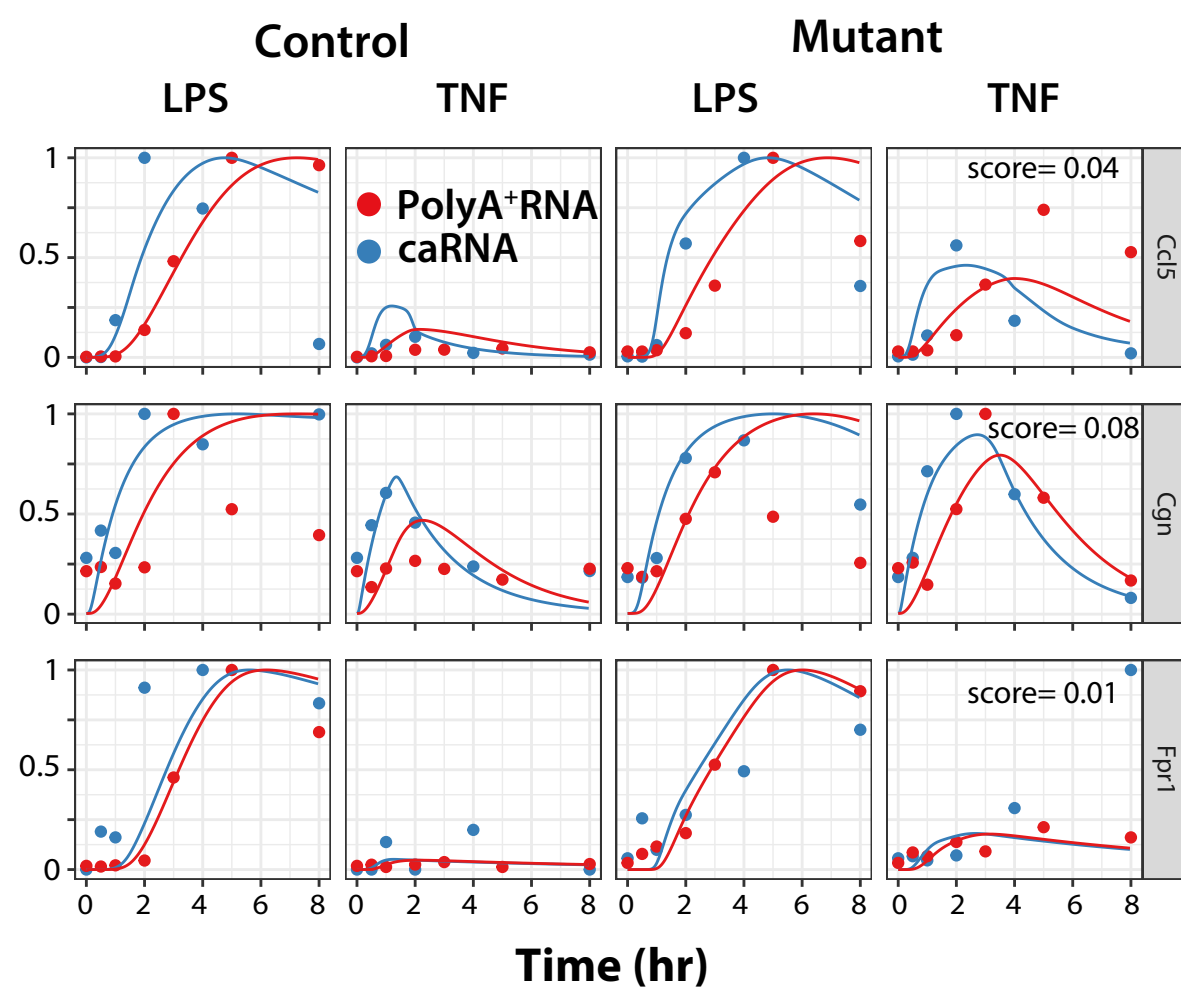 Control Mutant
LPS TNF LPS TNF
1
0.5
0
PolyA+RNA
caRNA
score= 0.04
Ccl5
1
0.5
0
score= 0.08
Cgn
1
0.5
0
score= 0.01
Fpr1
0 2 4 6 8 0 2 4 6 8 0 2 4 6 8 0 2 4 6 8
Time (hr)